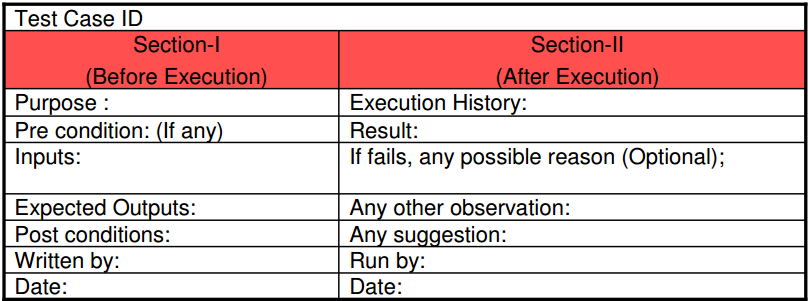 Test Case ID
Section-I
(Before Execution)
Section-II
(After Execution)
Purpose :
Execution History:
Pre condition: (If any)
Result:
Inputs:
If fails, any possible reason (Optional);
Expected Outputs:
Any other observation:
Post conditions:
Any suggestion:
Written by:
Run by:
Date:
Date: